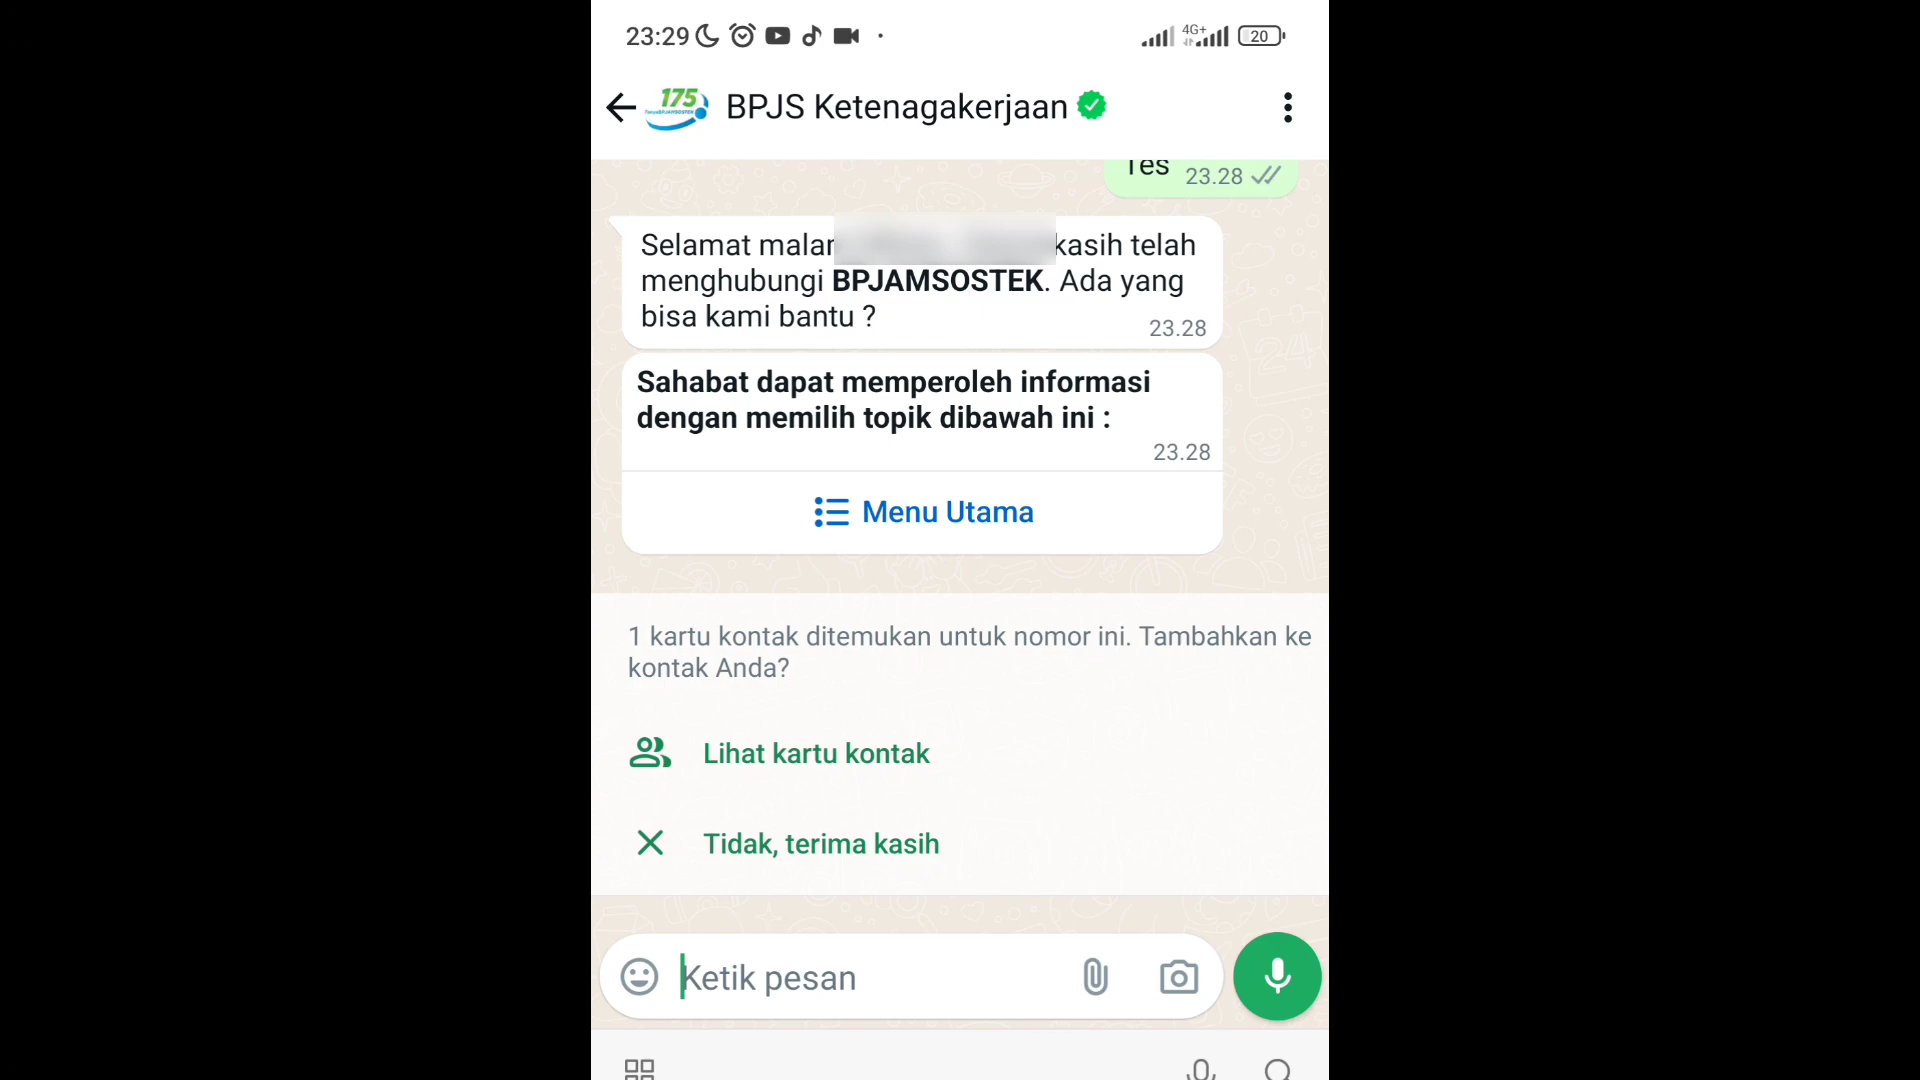 23:29
4G+
20
175
BPJS Ketenagakerjaan
Tes 23.28
Selamat kasih telah
menghubungi BPJAMSOSTEK. Ada yang
bisa kami bantu ?
23.28
Sahabat dapat memperoleh informasi
dengan memilih topik dibawah ini :
23.28
Menu Utama
1 kartu kontak ditemukan untuk nomor ini. Tambahkan ke
kontak Anda?
Lihat kartu kontak
Tidak, terima kasih
Ketik pesan